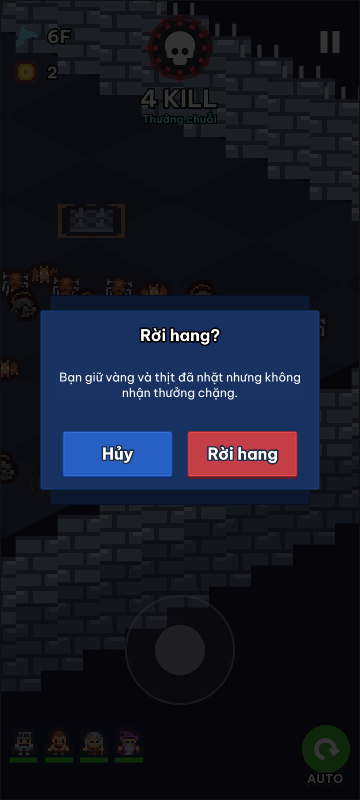 6F
2
4 KILL
Thưởng chuỗi
Rời hang?
Bạn giữ vàng và thịt đã nhặt nhưng không
nhận thưởng chặng.
Hủy
Rời hang
AUTO